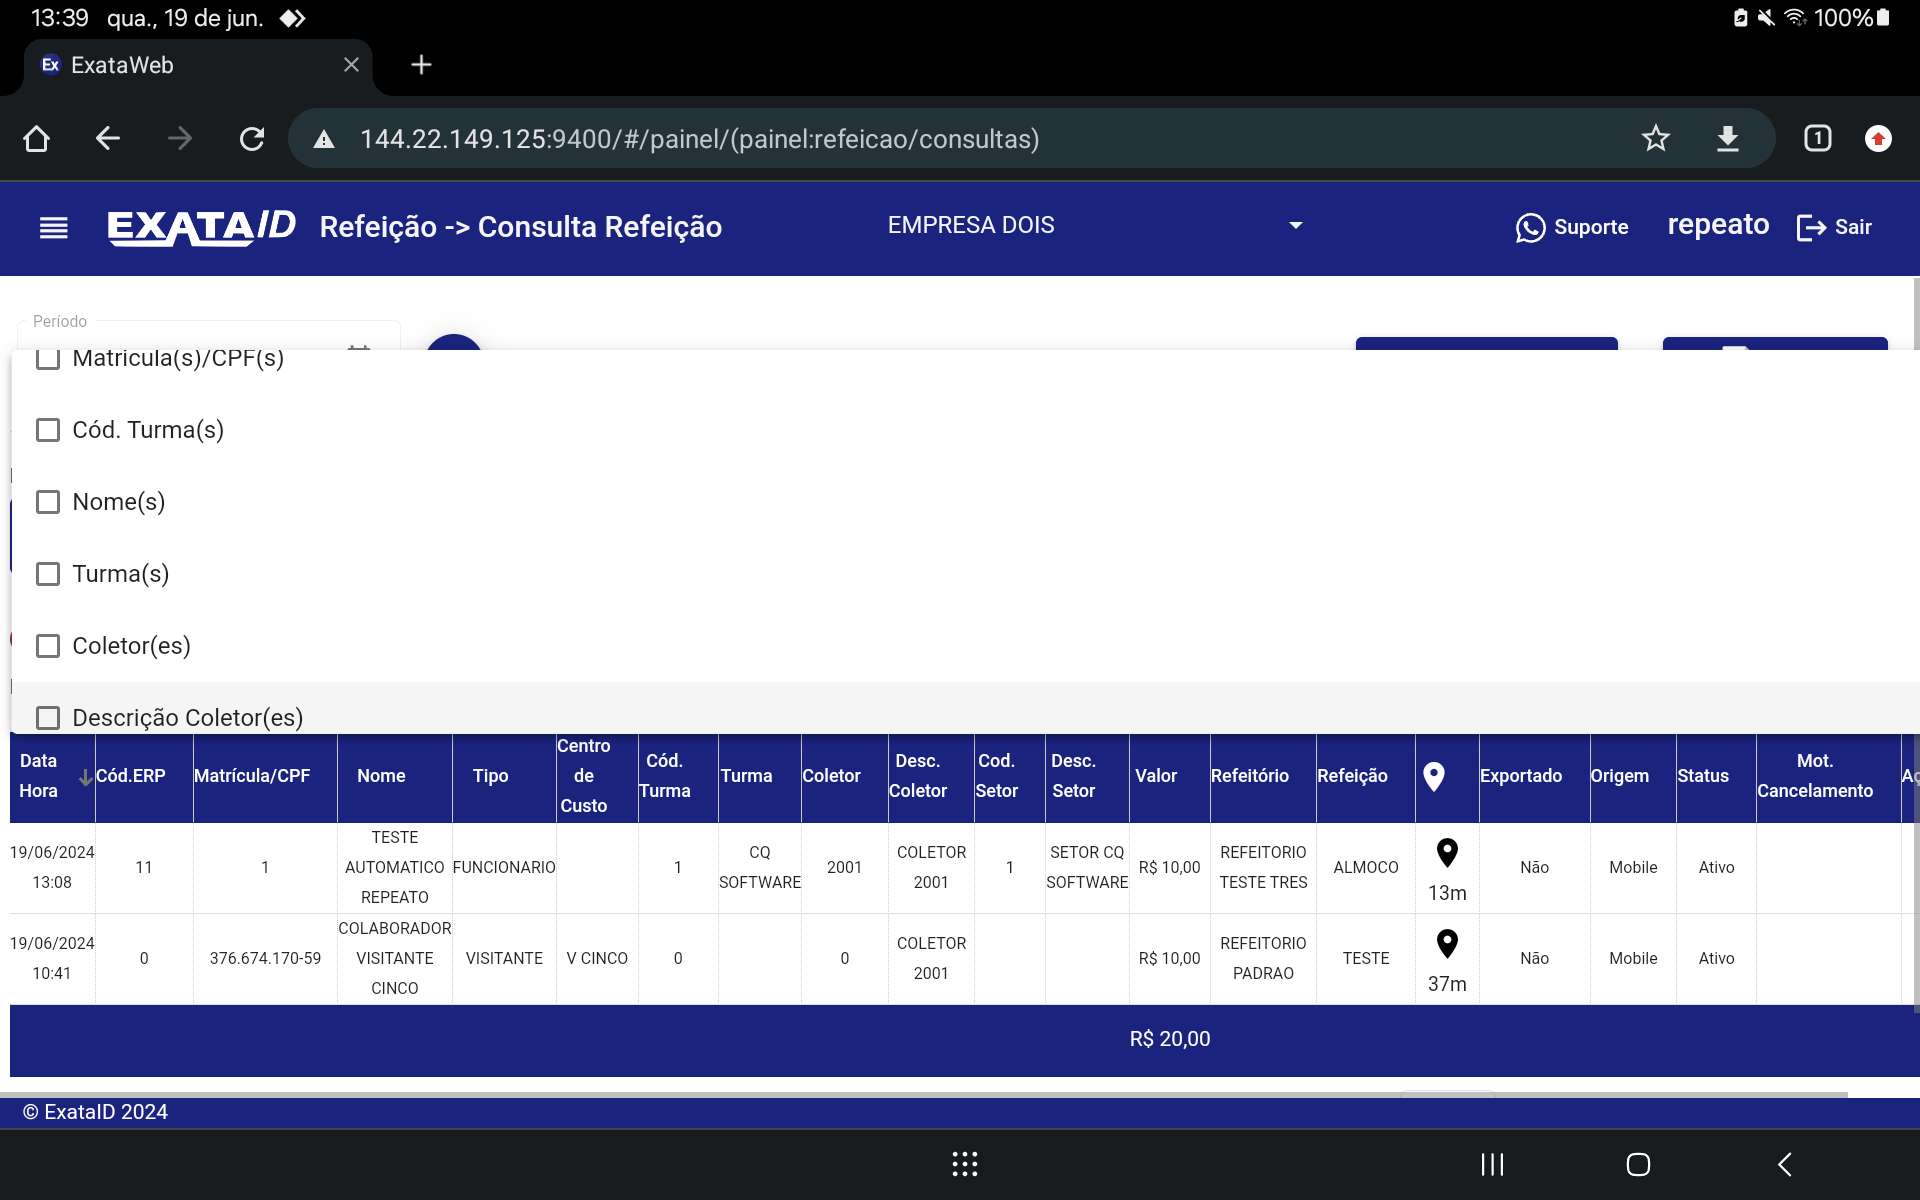 13:39 qua., 19 de jun. 100%
Ex ExataWeb
144.22.149.125:9400/#/painel/(painel:refeicao/consultas) 1
EXATAID Refeição -> Consulta Refeição EMPRESA DOIS Suporte repeato Sair
Período
Matrícula(s)/CPF(s)
Cód. Turma(s)
Nome(s)
Turma(s)
Coletor(es)
Descrição Coletor(es)
Data Hora Cód.ERP Matrícula/CPF Nome Tipo Centro de Custo Cód. Turma Turma Coletor Desc. Coletor Cod. Setor Desc. Setor Valor Refeitório Refeição Exportado Origem Status Mot. Cancelamento
19/06/2024 13:08 11 1 TESTE AUTOMATICO REPEATO FUNCIONARIO 1 CQ SOFTWARE 2001 COLETOR 2001 1 SETOR CQ SOFTWARE R$ 10,00 REFEITORIO TESTE TRES ALMOCO 13m Não Mobile Ativo
19/06/2024 10:41 0 376.674.170-59 COLABORADOR VISITANTE CINCO VISITANTE V CINCO 0 0 COLETOR 2001 R$ 10,00 REFEITORIO PADRAO TESTE 37m Não Mobile Ativo
R$ 20,00
© ExataID 2024